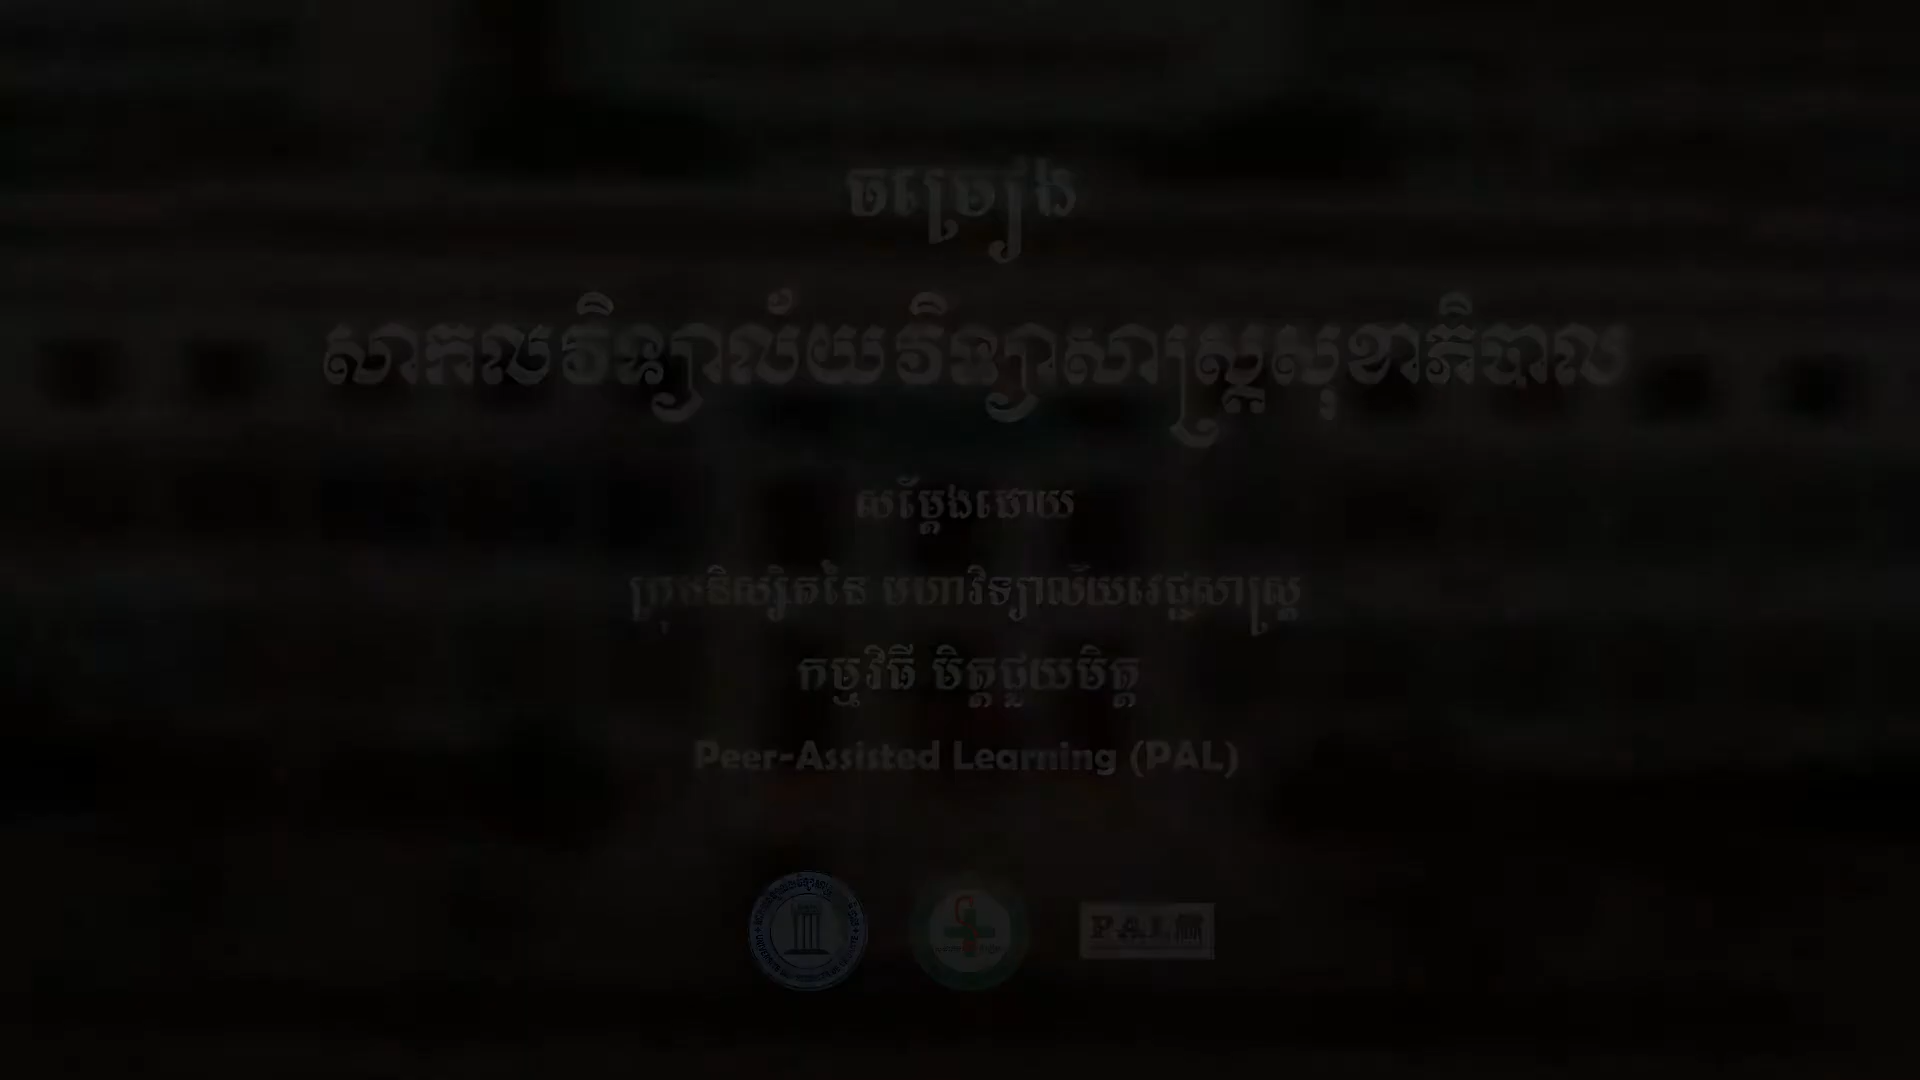 ចម្រៀង
សាកលវិទ្យាល័យវិទ្យាសាស្ត្រសុខាភិបាល
សម្តែងដោយ
ក្រុមនិស្សិតនៃ មហាវិទ្យាល័យវេជ្ជសាស្ត្រ
កម្មវិធី មិត្តជួយមិត្ត
Peer-Assisted Learning (PAL)
PAL